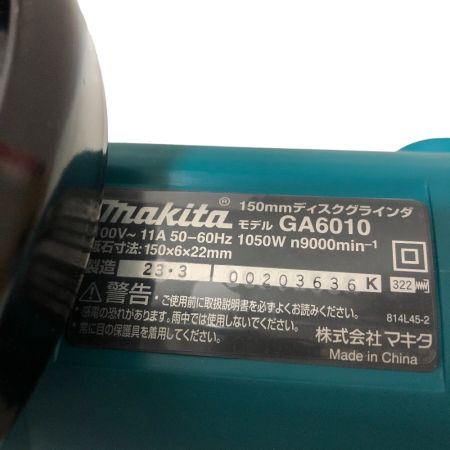 makita®
150mmディスクグラインダ
モデル GA6010
00V~ 11A 50-60Hz 1050W n9000min-1
砥石寸法:150×6×22mm
製造 23・3 00203636 K 322
警告 ・ご使用前に取扱説明書を必ずよくお読みください。
・感電の恐れがあります。雨中では使用しないでください。
・常に目の保護具を着用してください。
814L45-2
株式会社マキタ
Made in China